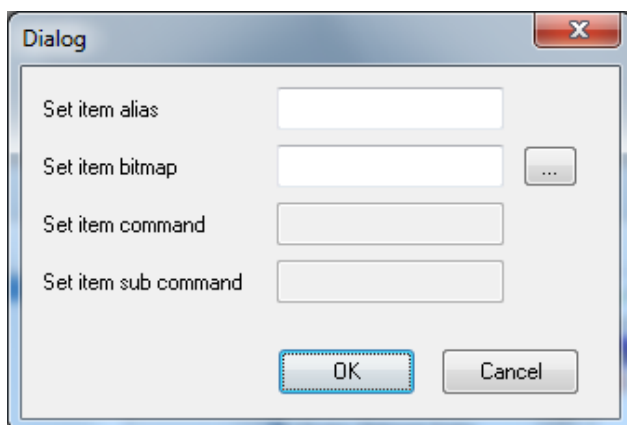 Dialog
Set item alias
Set item bitmap
...
Set item command
Set item sub command
OK
Cancel